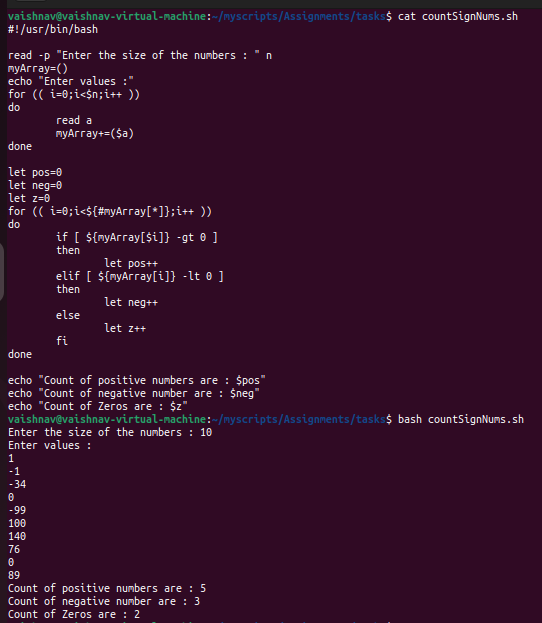 vaishnav@vaishnav-virtual-machine:~/myscripts/Assignments/tasks$ cat countSignNums.sh
#!/usr/bin/bash

read -p "Enter the size of the numbers : " n
myArray=()
echo "Enter values :"
for (( i=0;i<$n;i++ ))
do
        read a
        myArray+=($a)
done

let pos=0
let neg=0
let z=0
for (( i=0;i<${#myArray[*]};i++ ))
do
        if [ ${myArray[$i]} -gt 0 ]
        then
                let pos++
        elif [ ${myArray[i]} -lt 0 ]
        then
                let neg++
        else
                let z++
        fi
done

echo "Count of positive numbers are : $pos"
echo "Count of negative number are : $neg"
echo "Count of Zeros are : $z"
vaishnav@vaishnav-virtual-machine:~/myscripts/Assignments/tasks$ bash countSignNums.sh
Enter the size of the numbers : 10
Enter values :
1
-1
-34
0
-99
100
140
76
0
89
Count of positive numbers are : 5
Count of negative number are : 3
Count of Zeros are : 2